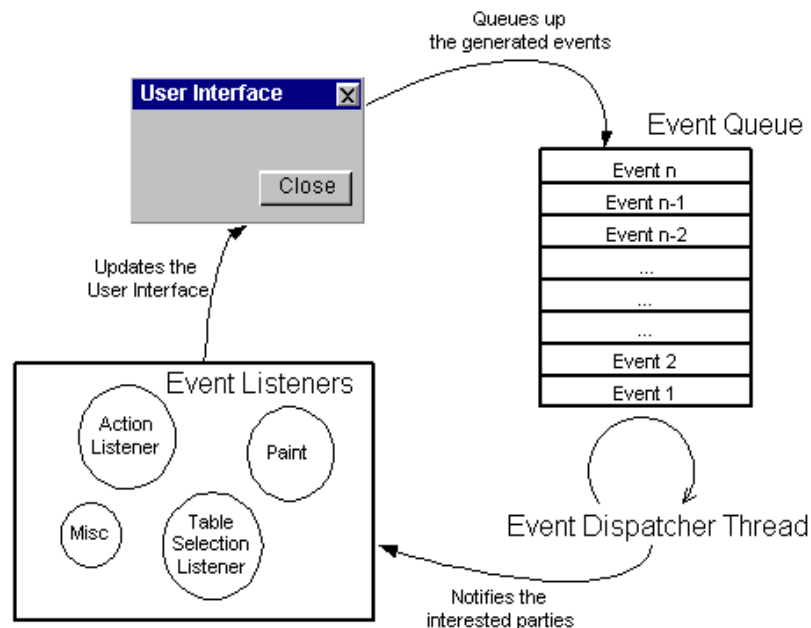 Queues up
the generated events
User Interface
Close
Event Queue
Event n
Event n-1
Event n-2
...
...
...
Event 2
Event 1
Updates the
User Interface
Event Listeners
Action
Listener
Paint
Misc
Table
Selection
Listener
Event Dispatcher Thread
Notifies the
interested parties